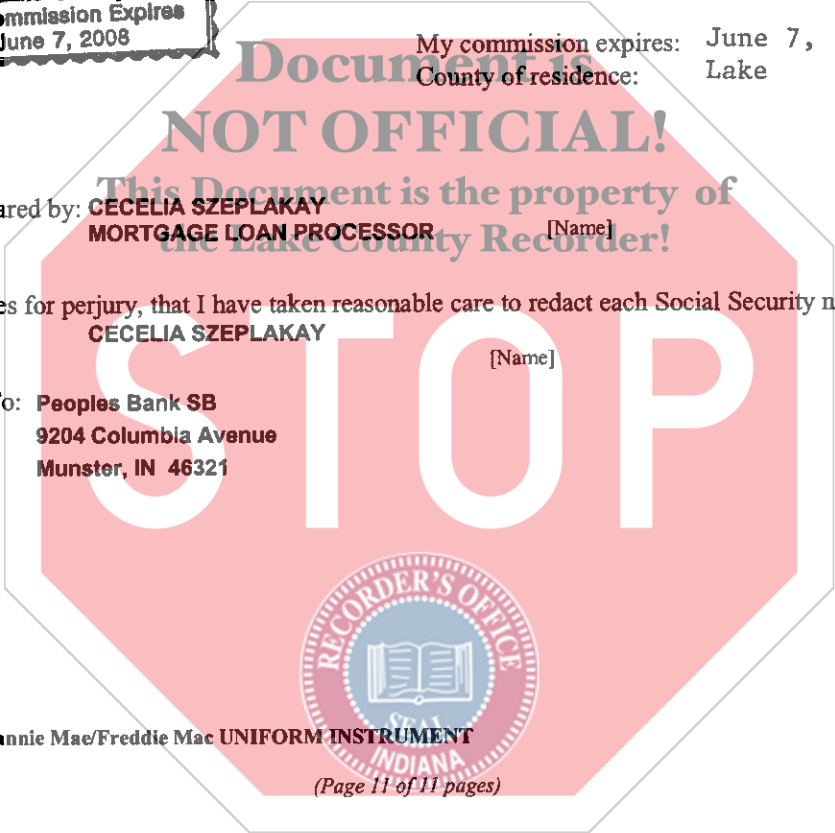 mmission Expires
June 7, 2008
My commission expires: June 7,
County of residence: Lake
Document is
NOT OFFICIAL!
This Document is the property of
the Lake County Recorder!
ared by: CECELIA SZEPLAKAY
MORTGAGE LOAN PROCESSOR [Name]
es for perjury, that I have taken reasonable care to redact each Social Security n
CECELIA SZEPLAKAY
[Name]
o: Peoples Bank SB
9204 Columbia Avenue
Munster, IN 46321
STOP
RECORDER'S OFFICE
SEAL
INDIANA
annie Mae/Freddie Mac UNIFORM INSTRUMENT
(Page 11 of 11 pages)